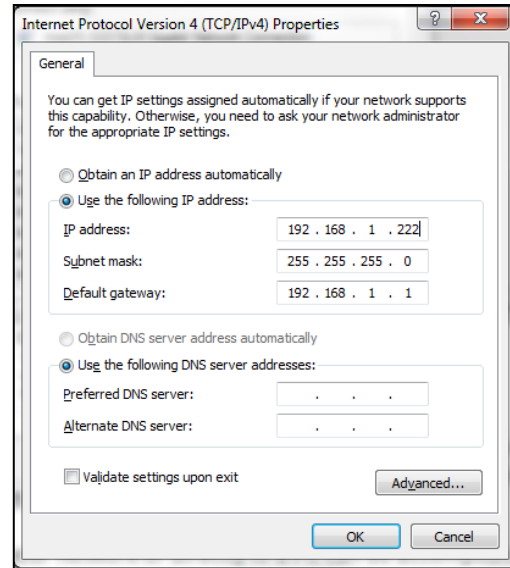 Internet Protocol Version 4 (TCP/IPv4) Properties
General
You can get IP settings assigned automatically if your network supports
this capability. Otherwise, you need to ask your network administrator
for the appropriate IP settings.
Obtain an IP address automatically
Use the following IP address:
IP address: 192 . 168 . 1 . 222
Subnet mask: 255 . 255 . 255 . 0
Default gateway: 192 . 168 . 1 . 1
Obtain DNS server address automatically
Use the following DNS server addresses:
Preferred DNS server: . . .
Alternate DNS server: . . .
Validate settings upon exit
Advanced...
OK Cancel